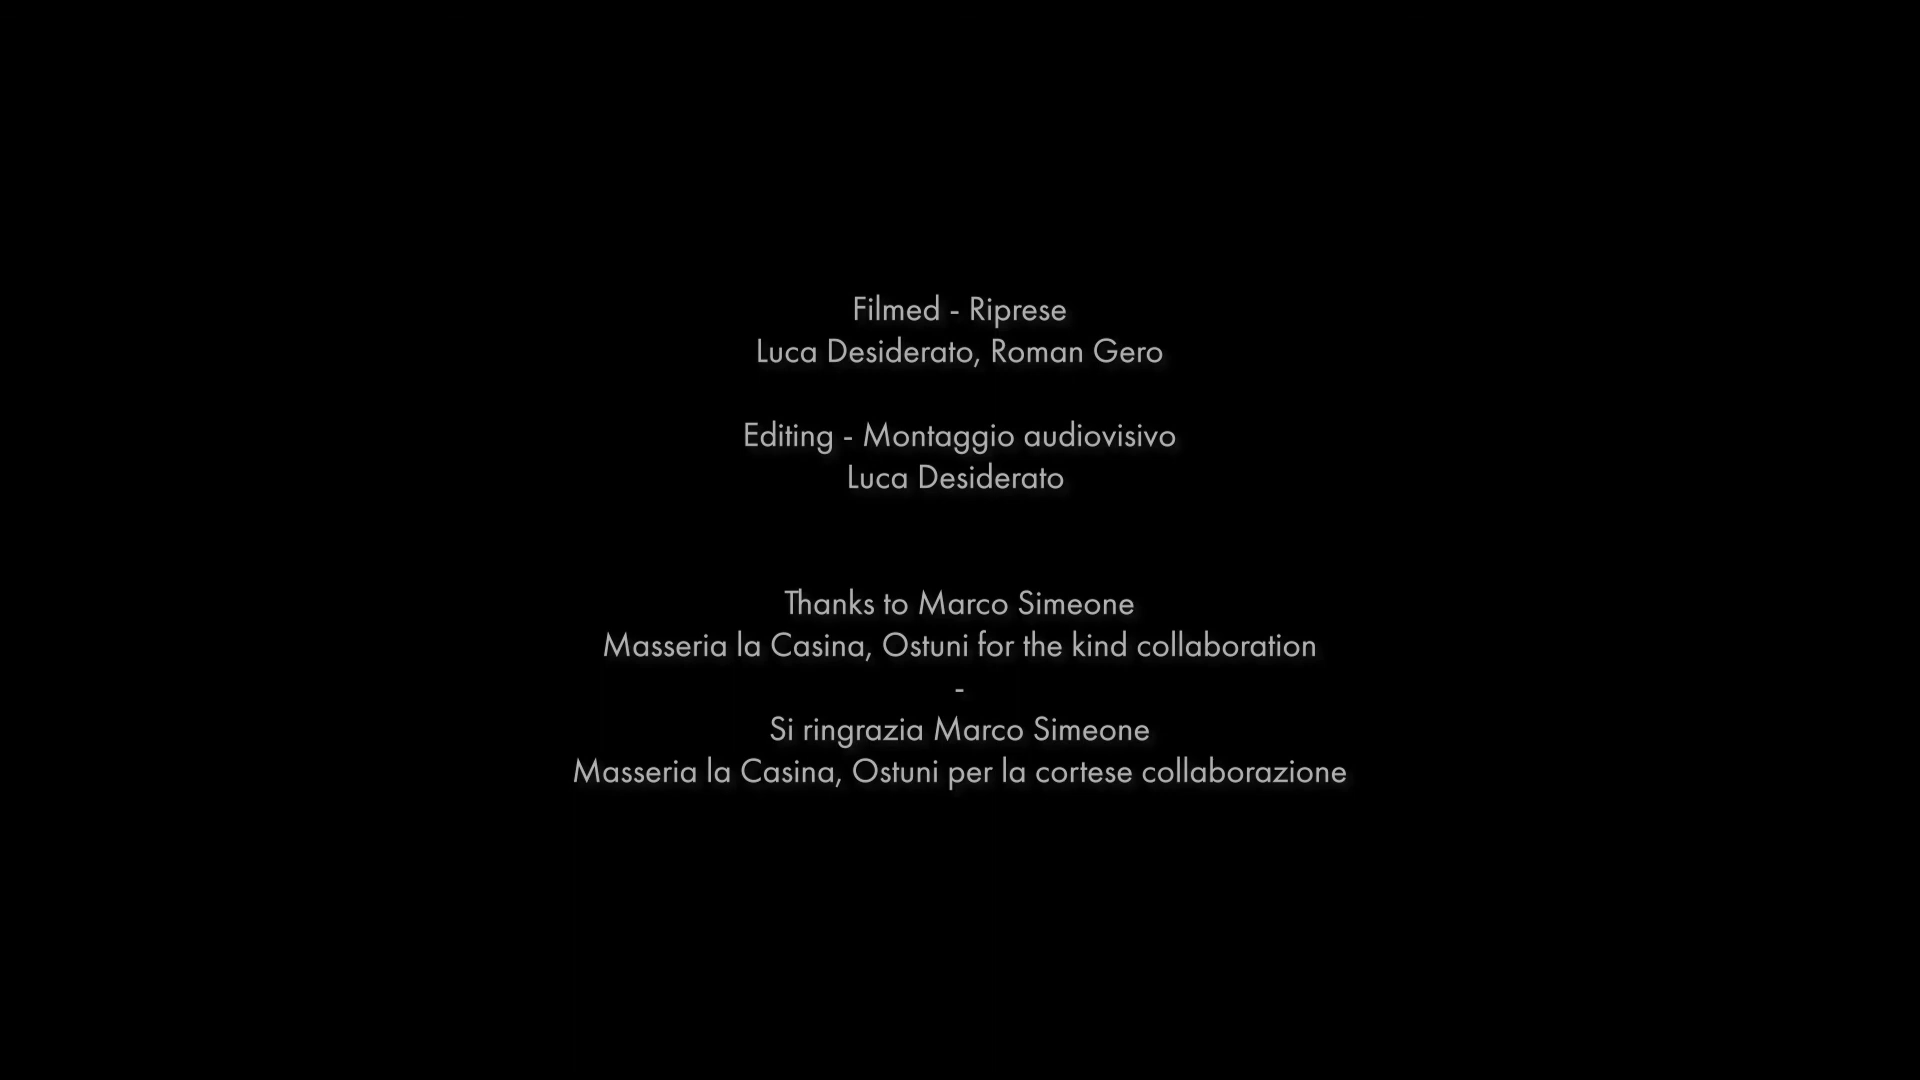 Filmed - Riprese
Luca Desiderato, Roman Gero
Editing - Montaggio audiovisivo
Luca Desiderato
Thanks to Marco Simeone
Masseria la Casina, Ostuni for the kind collaboration
-
Si ringrazia Marco Simeone
Masseria la Casina, Ostuni per la cortese collaborazione